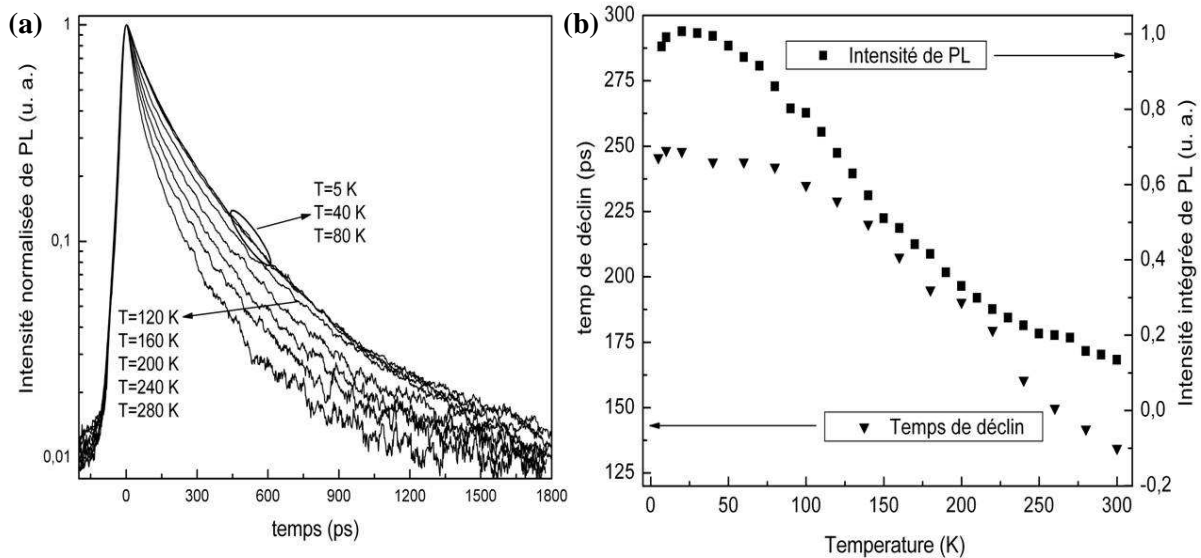 (a)
1
0,1
0,01
Intensité normalisée de PL (u. a.)
T=5 K
T=40 K
T=80 K
T=120 K
T=160 K
T=200 K
T=240 K
T=280 K
0 300 600 900 1200 1500 1800
temps (ps)
(b)
300
275
250
225
200
175
150
125
temp de déclin (ps)
Intensité de PL
Temps de déclin
1,0
0,8
0,6
0,4
0,2
0,0
-0,2
Intensité intégrée de PL (u. a.)
0 50 100 150 200 250 300
Temperature (K)